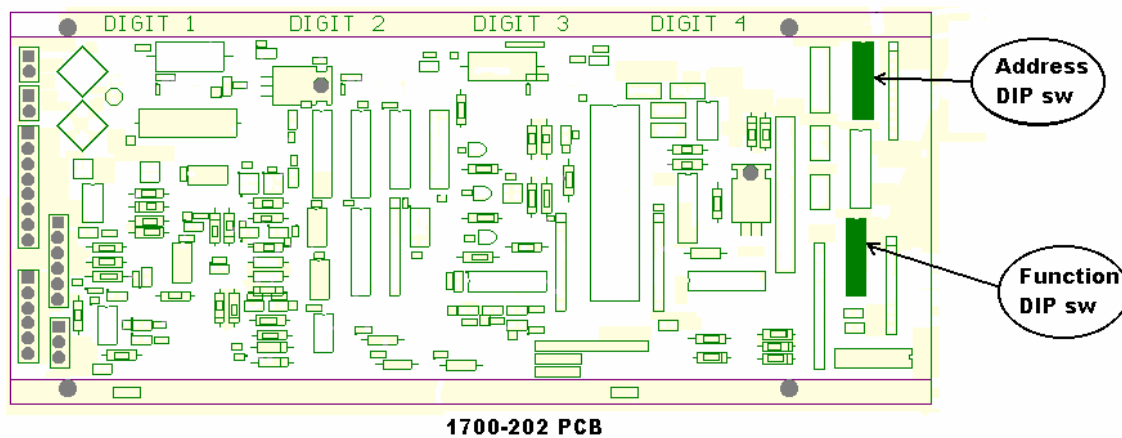 DIGIT 1 DIGIT 2 DIGIT 3 DIGIT 4
Address
DIP sw
Function
DIP sw
1700-202 PCB